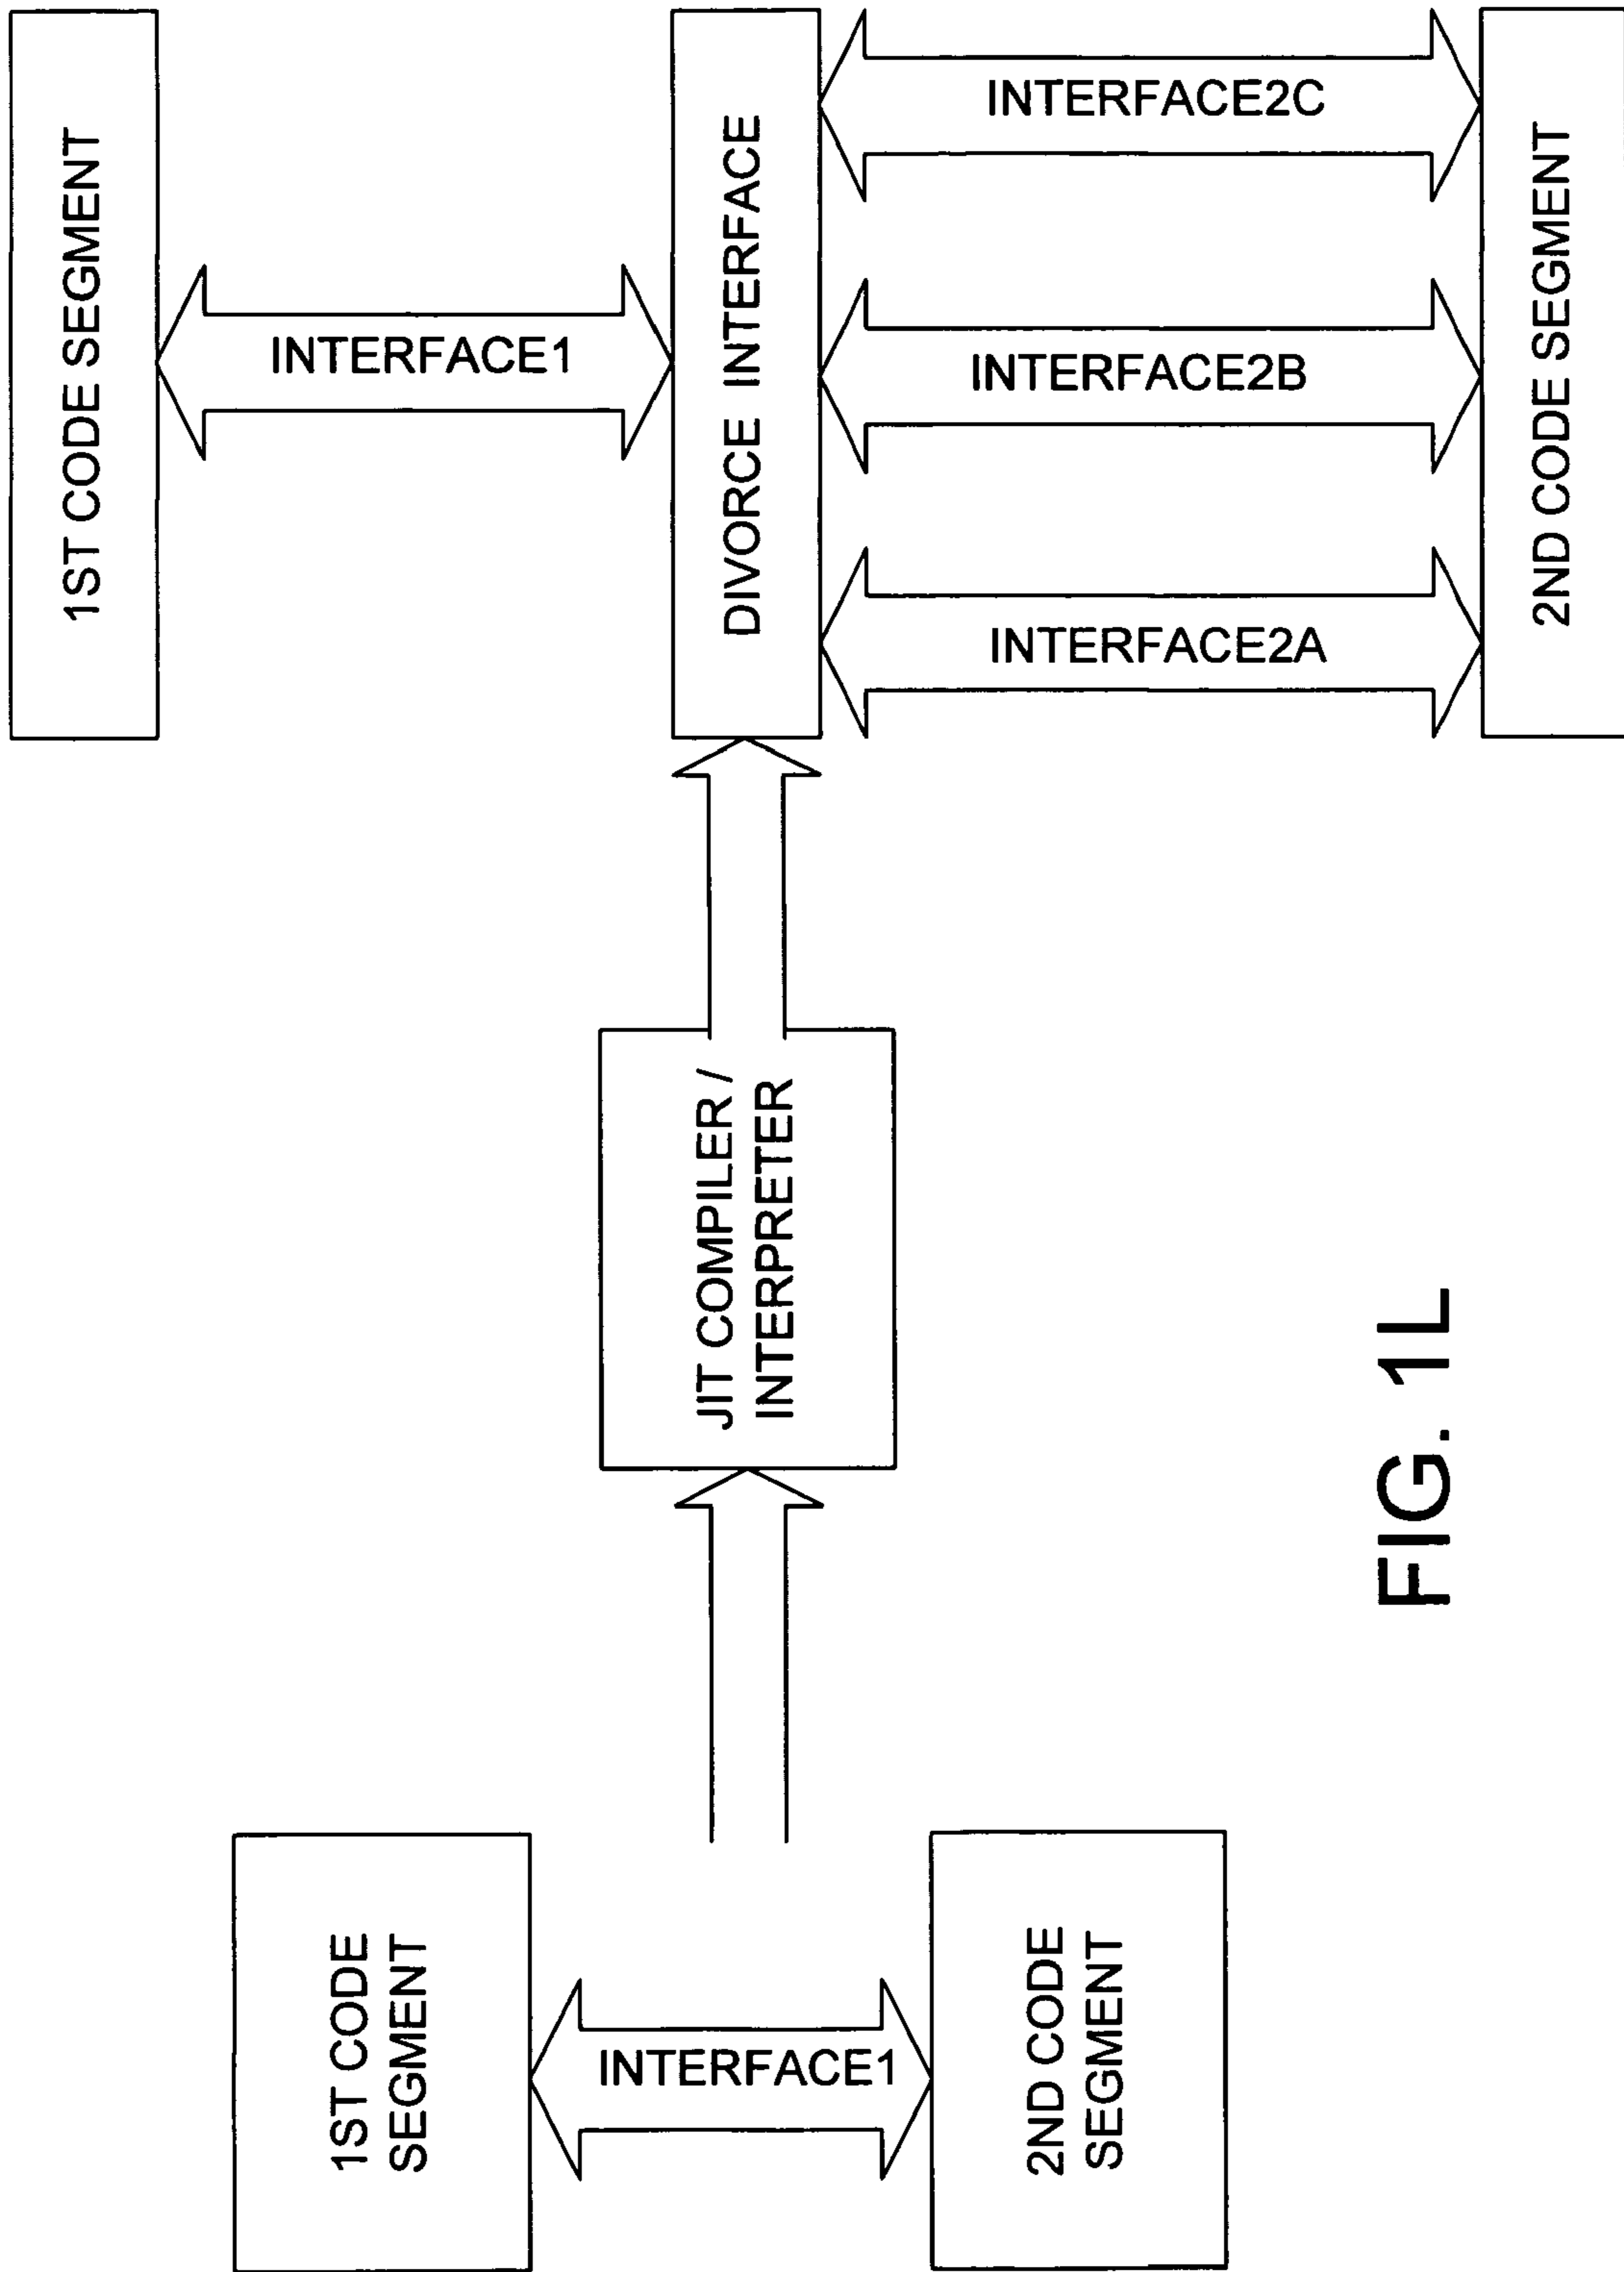 1ST CODE
SEGMENT
INTERFACE1
2ND CODE
SEGMENT
JIT COMPILER /
INTERPRETER
1ST CODE SEGMENT
INTERFACE1
DIVORCE INTERFACE
INTERFACE2A
INTERFACE2B
INTERFACE2C
2ND CODE SEGMENT
FIG. 1L